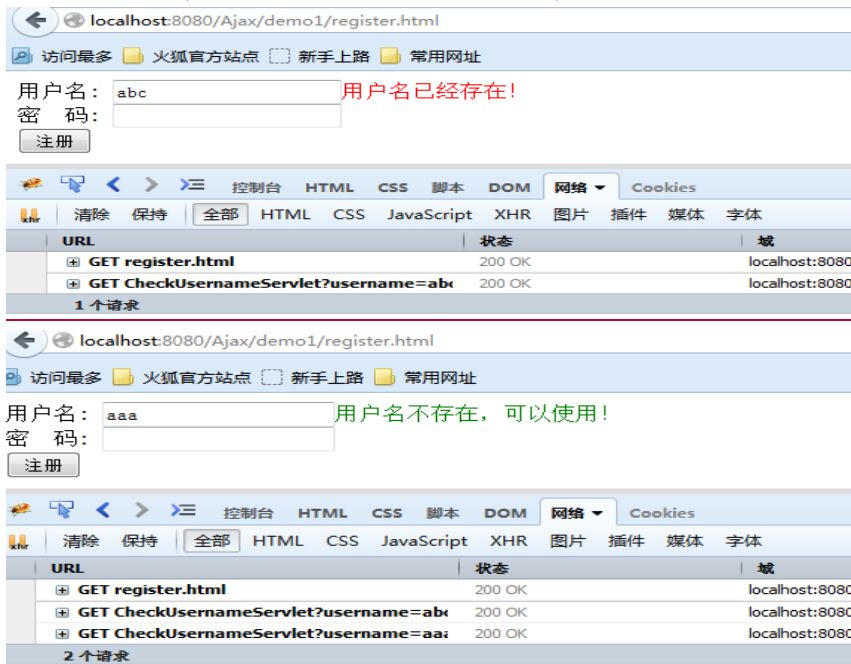 localhost:8080/Ajax/demo1/register.html
访问最多 火狐官方站点 新手上路 常用网址
用户名: abc 用户名已经存在!
密 码:
注册
控制台 HTML CSS 脚本 DOM 网络 Cookies
xhr 清除 保持 全部 HTML CSS JavaScript XHR 图片 插件 媒体 字体
URL 状态 域
GET register.html 200 OK localhost:8080
GET CheckUsernameServlet?username=abc 200 OK localhost:8080
1 个请求
localhost:8080/Ajax/demo1/register.html
访问最多 火狐官方站点 新手上路 常用网址
用户名: aaa 用户名不存在, 可以使用!
密 码:
注册
控制台 HTML CSS 脚本 DOM 网络 Cookies
xhr 清除 保持 全部 HTML CSS JavaScript XHR 图片 插件 媒体 字体
URL 状态 域
GET register.html 200 OK localhost:8080
GET CheckUsernameServlet?username=abc 200 OK localhost:8080
GET CheckUsernameServlet?username=aaa 200 OK localhost:8080
2 个请求